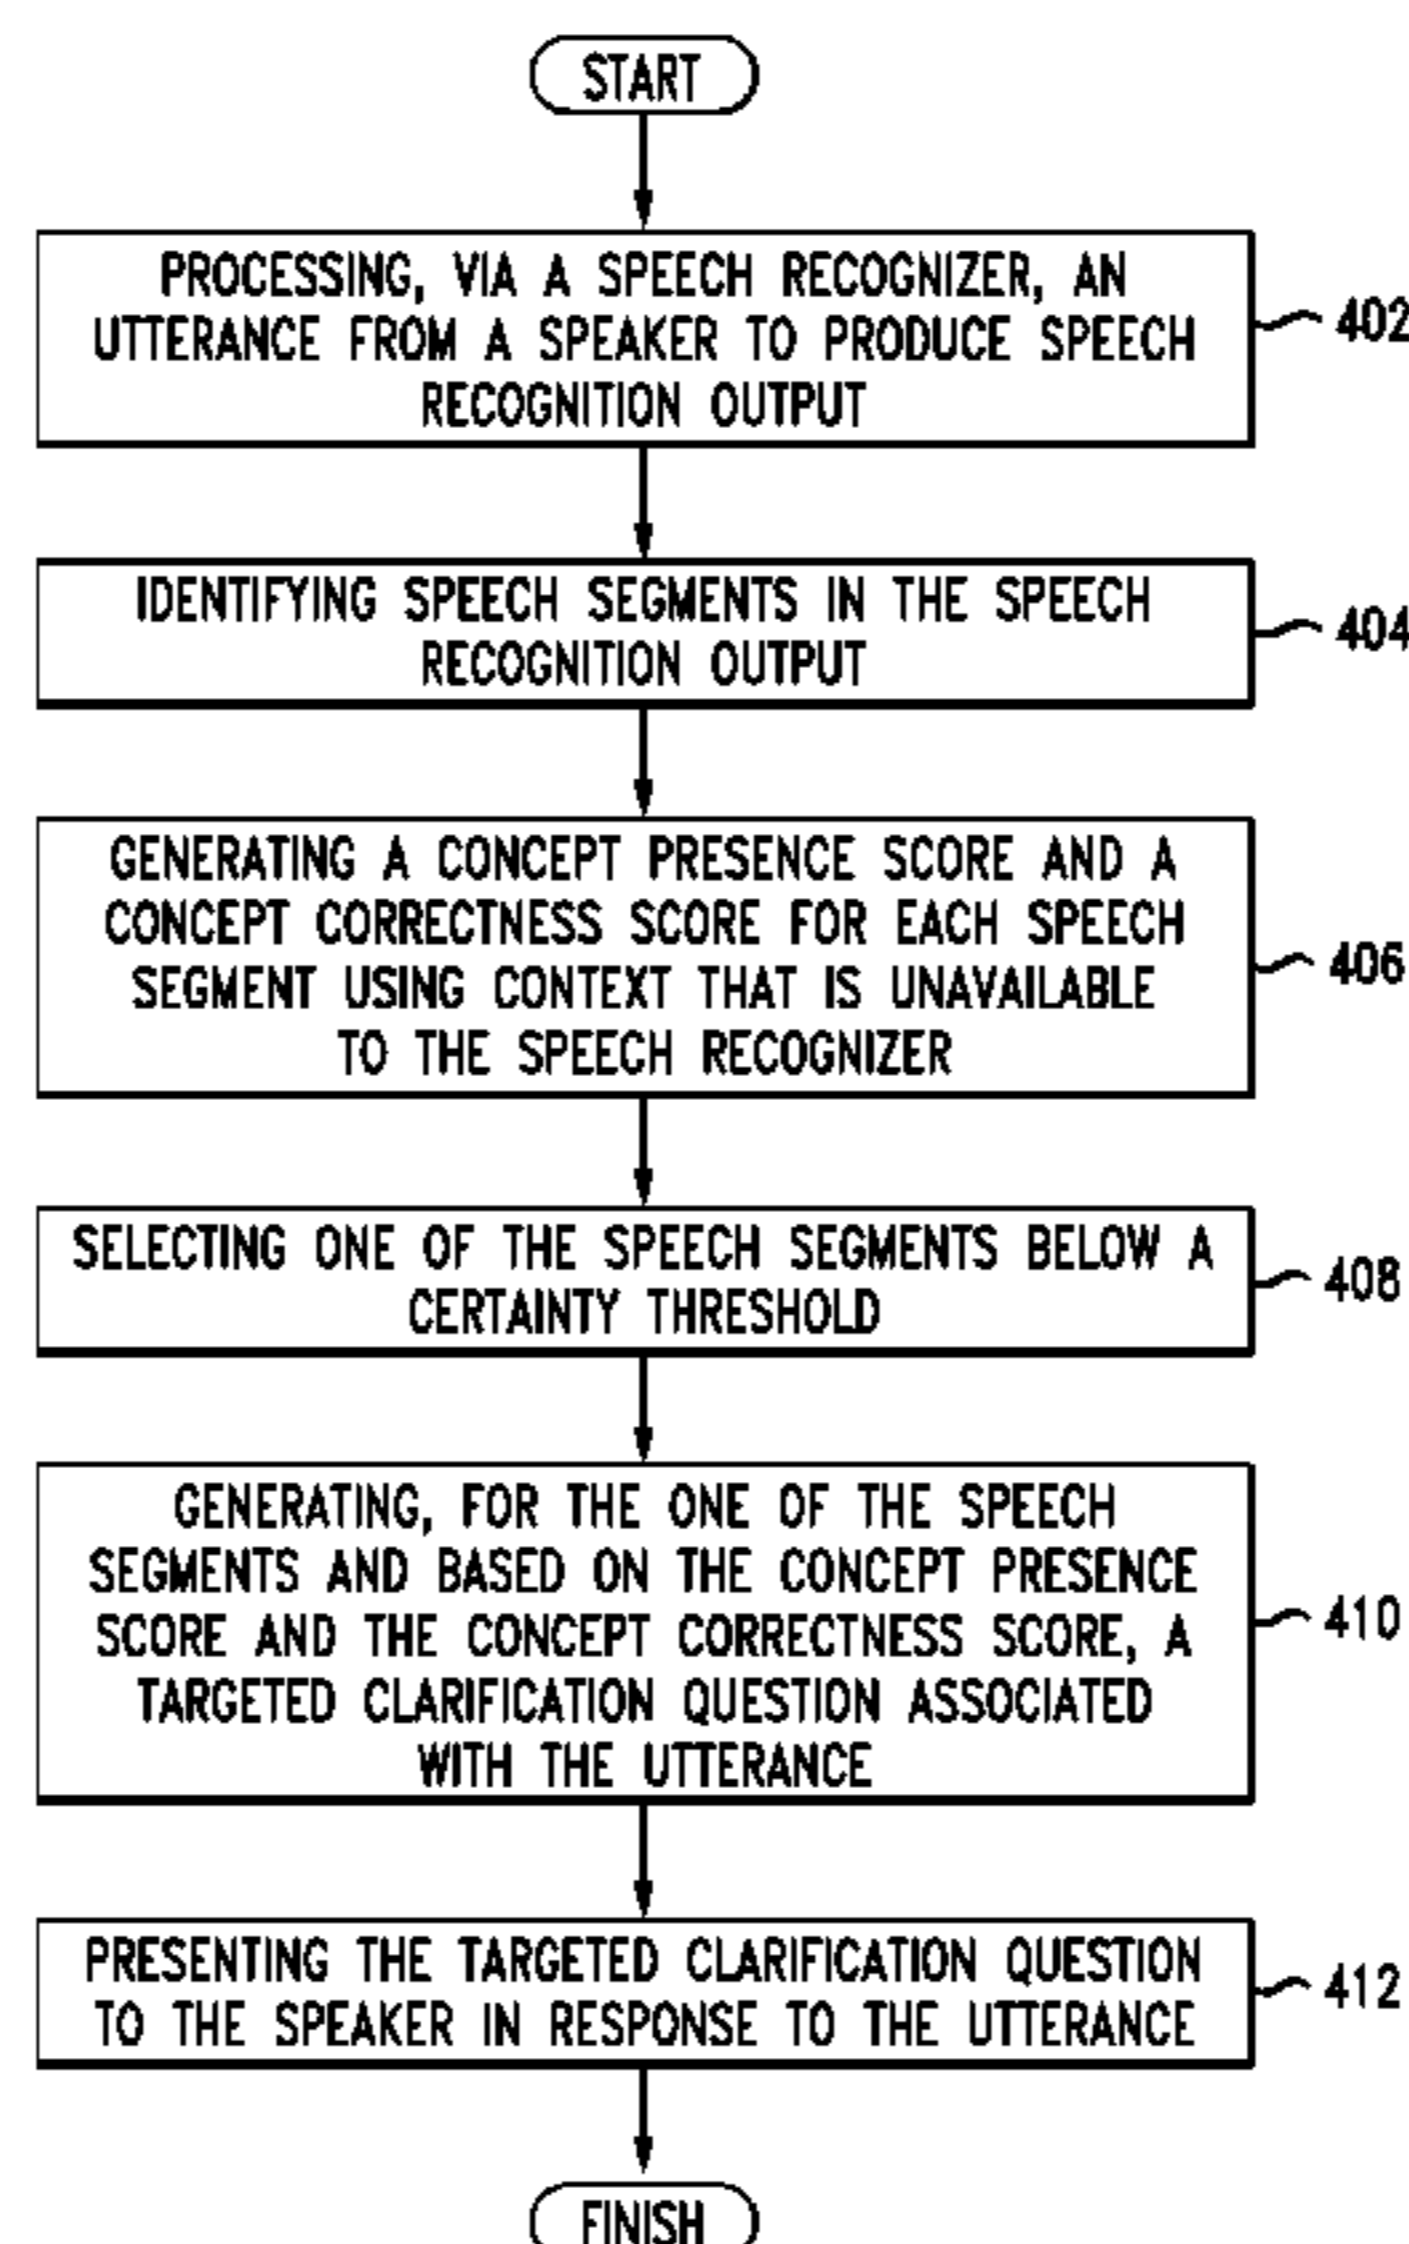 START
PROCESSING, VIA A SPEECH RECOGNIZER, AN
UTTERANCE FROM A SPEAKER TO PRODUCE SPEECH
RECOGNITION OUTPUT
402
IDENTIFYING SPEECH SEGMENTS IN THE SPEECH
RECOGNITION OUTPUT
404
GENERATING A CONCEPT PRESENCE SCORE AND A
CONCEPT CORRECTNESS SCORE FOR EACH SPEECH
SEGMENT USING CONTEXT THAT IS UNAVAILABLE
TO THE SPEECH RECOGNIZER
406
SELECTING ONE OF THE SPEECH SEGMENTS BELOW A
CERTAINTY THRESHOLD
408
GENERATING, FOR THE ONE OF THE SPEECH
SEGMENTS AND BASED ON THE CONCEPT PRESENCE
SCORE AND THE CONCEPT CORRECTNESS SCORE, A
TARGETED CLARIFICATION QUESTION ASSOCIATED
WITH THE UTTERANCE
410
PRESENTING THE TARGETED CLARIFICATION QUESTION
TO THE SPEAKER IN RESPONSE TO THE UTTERANCE
412
FINISH